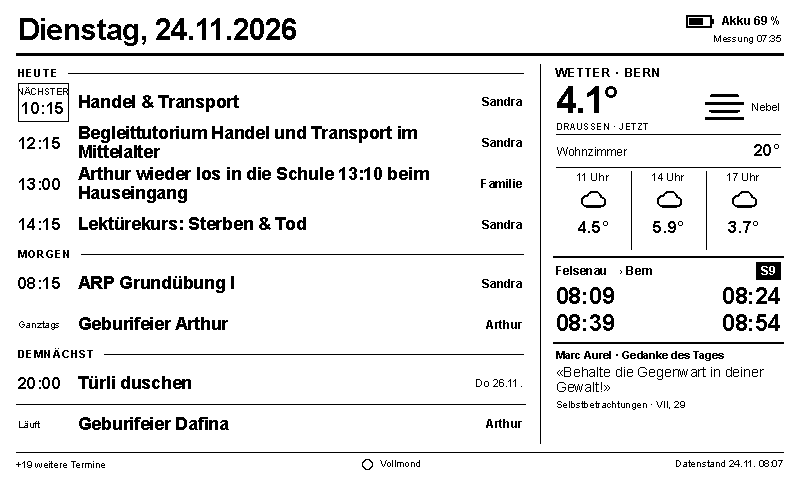 Dienstag, 24.11.2026
Akku 69 %
Messung 07:35
HEUTE
NÄCHSTER
10:15 Handel & Transport Sandra
12:15 Begleittutorium Handel und Transport im Mittelalter Sandra
13:00 Arthur wieder los in die Schule 13:10 beim Hauseingang Familie
14:15 Lektürekurs: Sterben & Tod Sandra
MORGEN
08:15 ARP Grundübung I Sandra
Ganztags Geburifeier Arthur Arthur
DEMNÄCHST
20:00 Türli duschen Do 26.11.
Läuft Geburifeier Dafina Arthur
WETTER · BERN
4.1°
Nebel
DRAUSSEN · JETZT
Wohnzimmer 20°
11 Uhr 14 Uhr 17 Uhr
4.5° 5.9° 3.7°
Felsenau › Bern S9
08:09 08:24
08:39 08:54
Marc Aurel · Gedanke des Tages
«Behalte die Gegenwart in deiner
Gewalt!»
Selbstbetrachtungen · VII, 29
+19 weitere Termine
Vollmond
Datenstand 24.11. 08:07